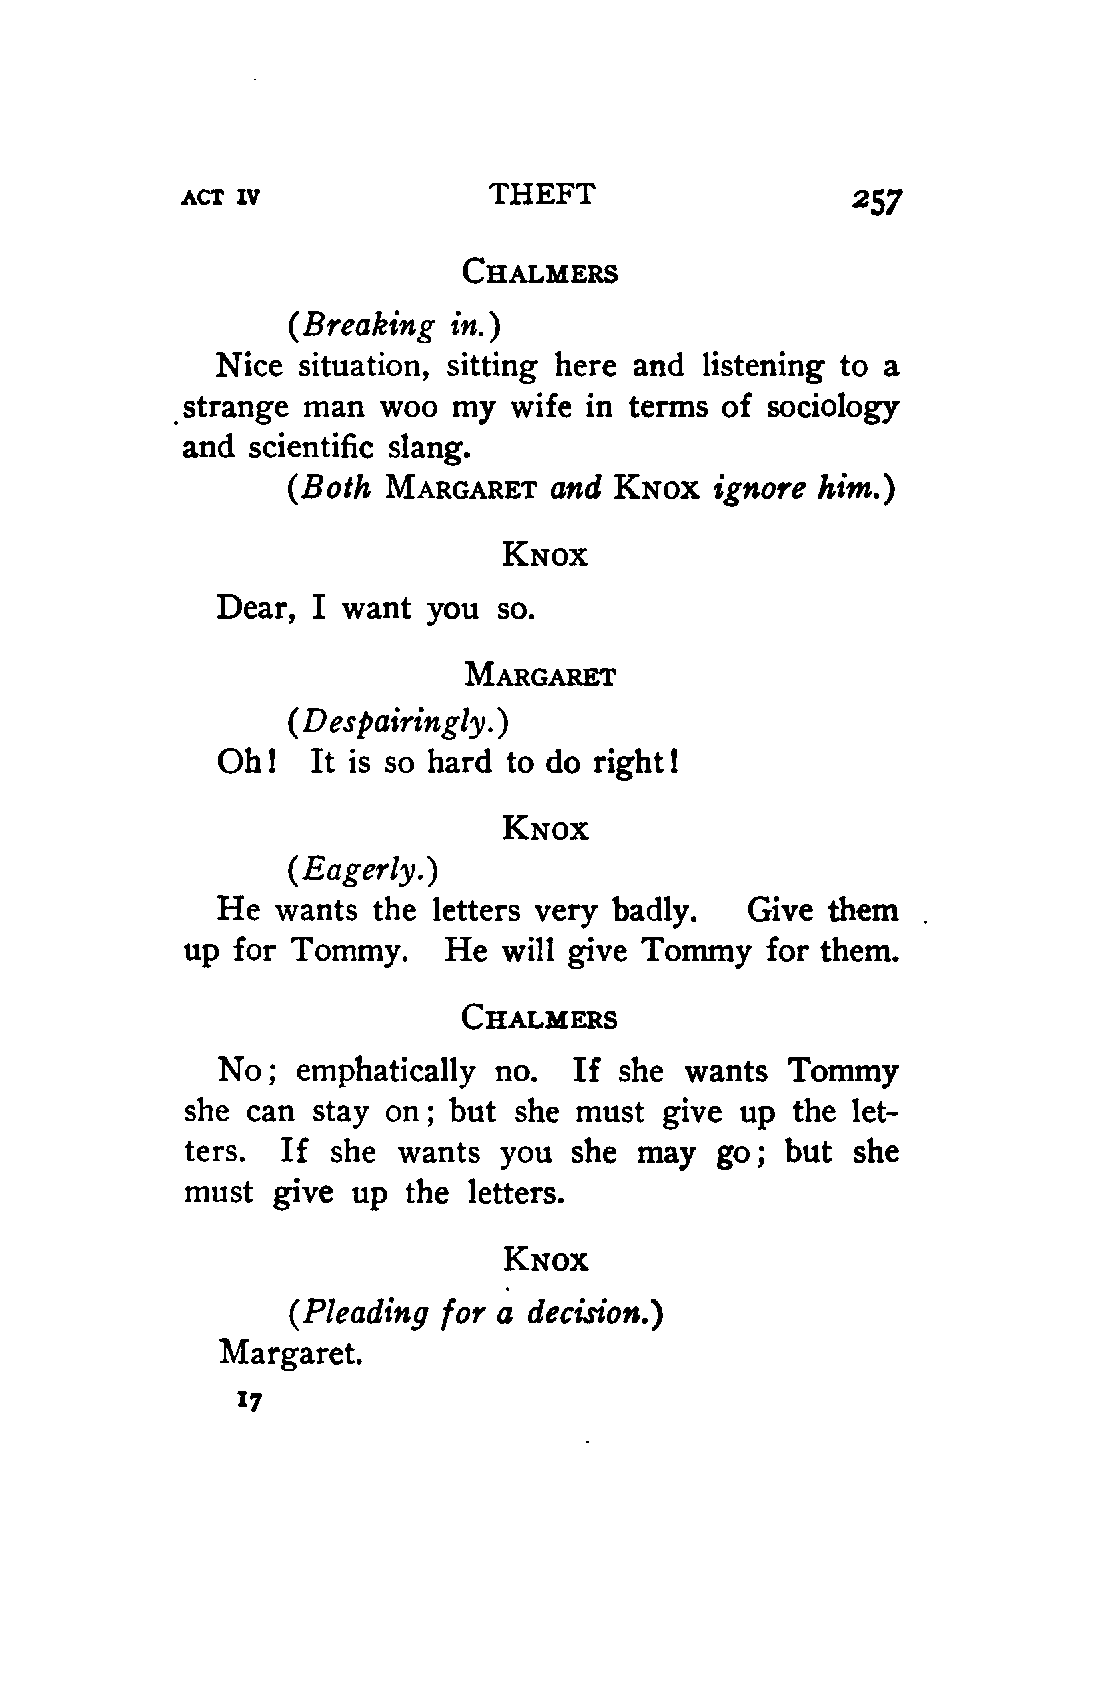 ACT IV THEFT 257
CHALMERS
(Breaking in.)
Nice situation, sitting here and listening to a
strange man woo my wife in terms of sociology
and scientific slang.
(Both MARGARET and KNOX ignore him.)
KNOX
Dear, I want you so.
MARGARET
(Despairingly.)
Oh! It is so hard to do right!
KNOX
(Eagerly.)
He wants the letters very badly. Give them
up for Tommy. He will give Tommy for them.
CHALMERS
No; emphatically no. If she wants Tommy
she can stay on; but she must give up the let-
ters. If she wants you she may go; but she
must give up the letters.
KNOX
(Pleading for a decision.)
Margaret.
17